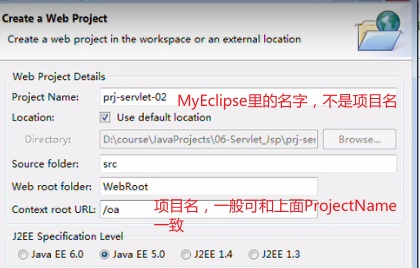 Create a Web Project
Create a web project in the workspace or an external location
Web Project Details
Project Name: prj-servlet-02 MyEclipse里的名字，不是项目名
Location: Use default location
Directory: D:\course\JavaProjects\06-Servlet_Jsp\prj-ser Browse...
Source folder: src
Web root folder: WebRoot
Context root URL: /oa 项目名，一般可和上面ProjectName
一致
J2EE Specification Level
Java EE 6.0 Java EE 5.0 J2EE 1.4 J2EE 1.3